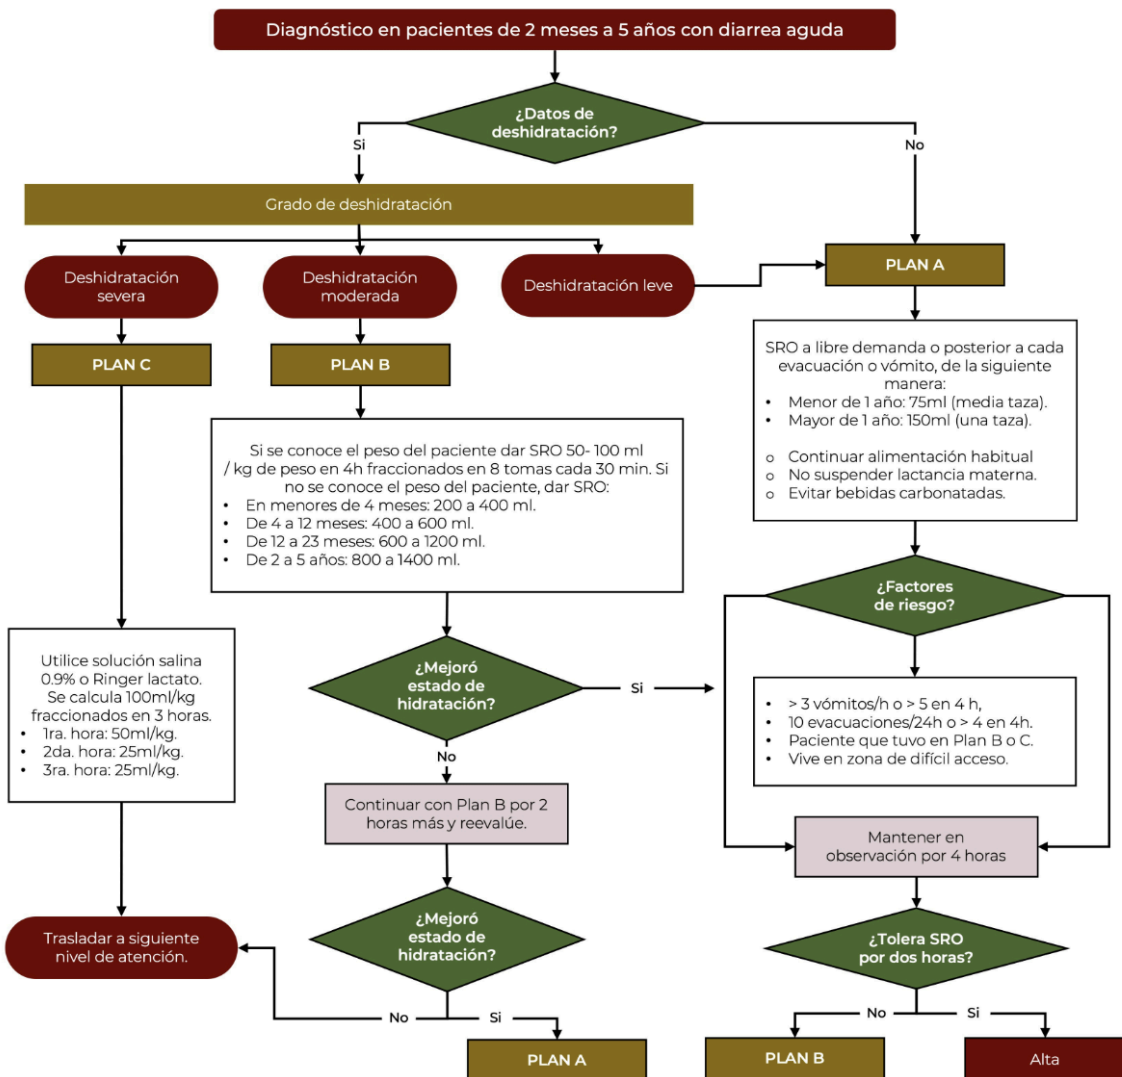 Diagnóstico en pacientes de 2 meses a 5 años con diarrea aguda
¿Datos de
deshidratación?
Si
No
Grado de deshidratación
Deshidratación
severa
Deshidratación
moderada
Deshidratación leve
PLAN A
PLAN C
PLAN B
SRO a libre demanda o posterior a cada
evacuación o vómito, de la siguiente
manera:
• Menor de 1 año: 75ml (media taza).
• Mayor de 1 año: 150ml (una taza).
o Continuar alimentación habitual
o No suspender lactancia materna.
o Evitar bebidas carbonatadas.
Si se conoce el peso del paciente dar SRO 50- 100 ml
/ kg de peso en 4h fraccionados en 8 tomas cada 30 min. Si
no se conoce el peso del paciente, dar SRO:
• En menores de 4 meses: 200 a 400 ml.
• De 4 a 12 meses: 400 a 600 ml.
• De 12 a 23 meses: 600 a 1200 ml.
• De 2 a 5 años: 800 a 1400 ml.
¿Factores
de riesgo?
Utilice solución salina
0.9% o Ringer lactato.
Se calcula 100ml/kg
fraccionados en 3 horas.
• 1ra. hora: 50ml/kg.
• 2da. hora: 25ml/kg.
• 3ra. hora: 25ml/kg.
¿Mejoró
estado de
hidratación?
Si
No
• > 3 vómitos/h o > 5 en 4 h,
• 10 evacuaciones/24h o > 4 en 4h.
• Paciente que tuvo en Plan B o C.
• Vive en zona de difícil acceso.
Continuar con Plan B por 2
horas más y reevalúe.
Mantener en
observación por 4 horas
Trasladar a siguiente
nivel de atención.
¿Mejoró
estado de
hidratación?
¿Tolera SRO
por dos horas?
No
Si
No
Si
PLAN A
PLAN B
Alta